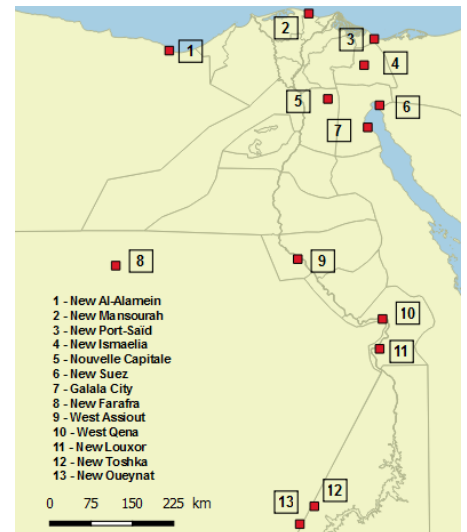 2
3
1
4
5
6
7
8
9
10
11
1 - New Al-Alamein
2 - New Mansourah
3 - New Port-Saïd
4 - New Ismaelia
5 - Nouvelle Capitale
6 - New Suez
7 - Galala City
8 - New Farafra
9 - West Assiout
10 - West Qena
11 - New Louxor
12 - New Toshka
13 - New Oueynat
12
13
0 75 150 225 km